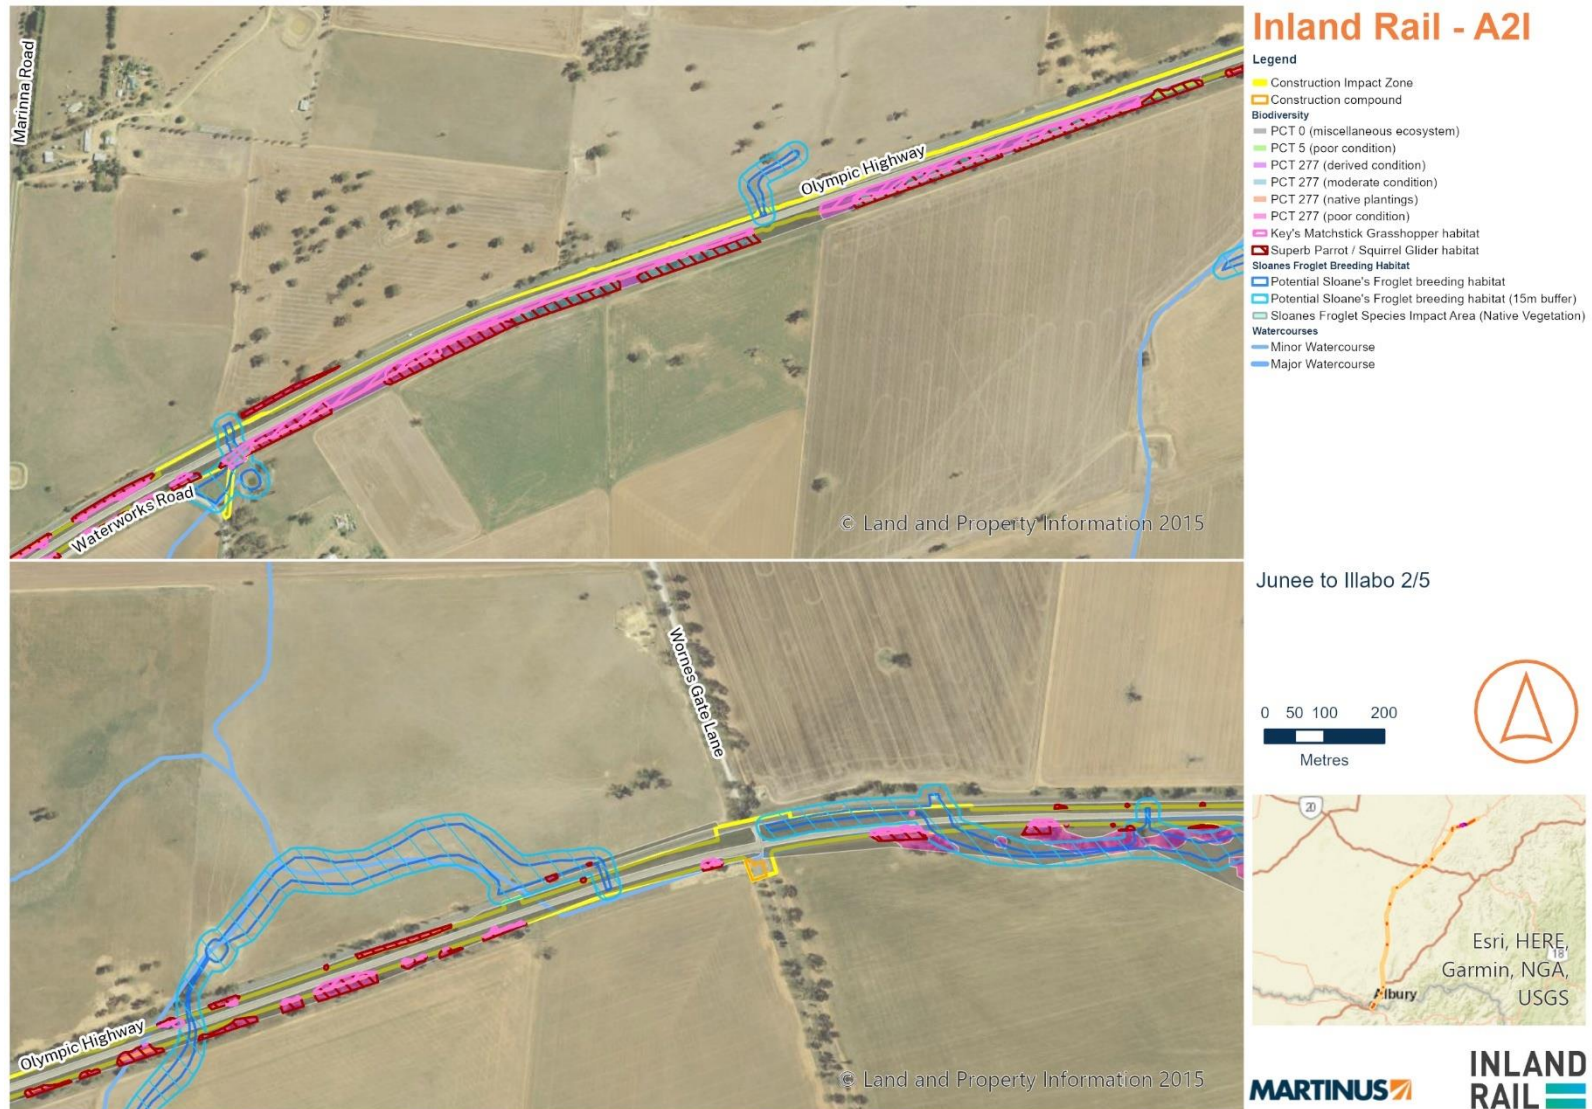 Inland Rail - A2I
Legend
Construction Impact Zone
Construction compound
Biodiversity
PCT 0 (miscellaneous ecosystem)
PCT 5 (poor condition)
PCT 277 (derived condition)
PCT 277 (moderate condition)
PCT 277 (native plantings)
PCT 277 (poor condition)
Key's Matchstick Grasshopper habitat
Superb Parrot / Squirrel Glider habitat
Sloanes Froglet Breeding Habitat
Potential Sloane's Froglet breeding habitat
Potential Sloane's Froglet breeding habitat (15m buffer)
Sloanes Froglet Species Impact Area (Native Vegetation)
Watercourses
Minor Watercourse
Major Watercourse
Marinna Road
Olympic Highway
Waterworks Road
© Land and Property Information 2015
Junee to Illabo 2/5
Wornes Gate Lane
Olympic Highway
© Land and Property Information 2015
0 50 100 200
Metres
20
18
Albury
Esri, HERE,
Garmin, NGA,
USGS
MARTINUS
INLAND
RAIL